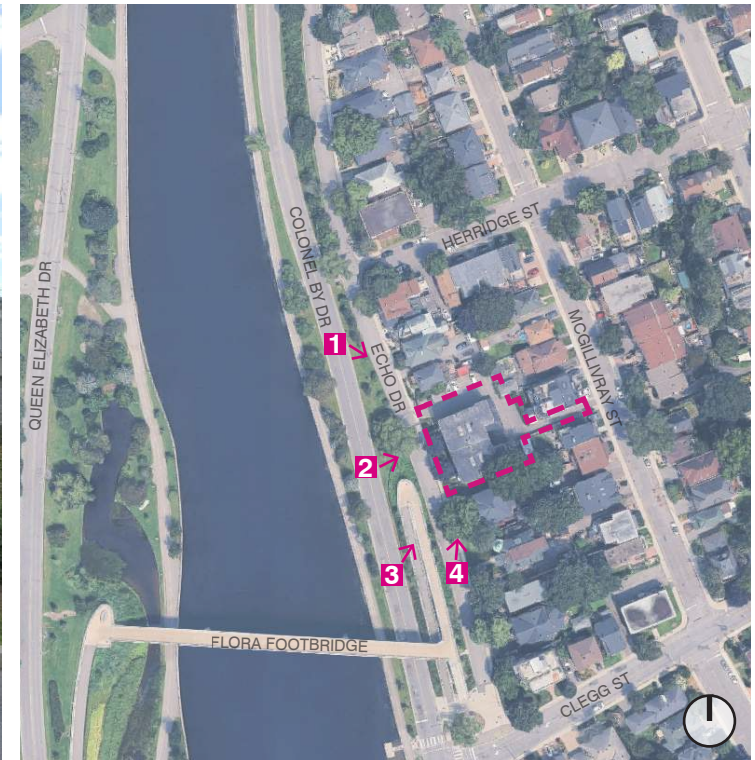 HERRIDGE ST
COLONEL BY DR
QUEEN ELIZABETH DR
MCGILLIVRAY ST
1
ECHO DR
2
3
4
FLORA FOOTBRIDGE
CLEGG ST